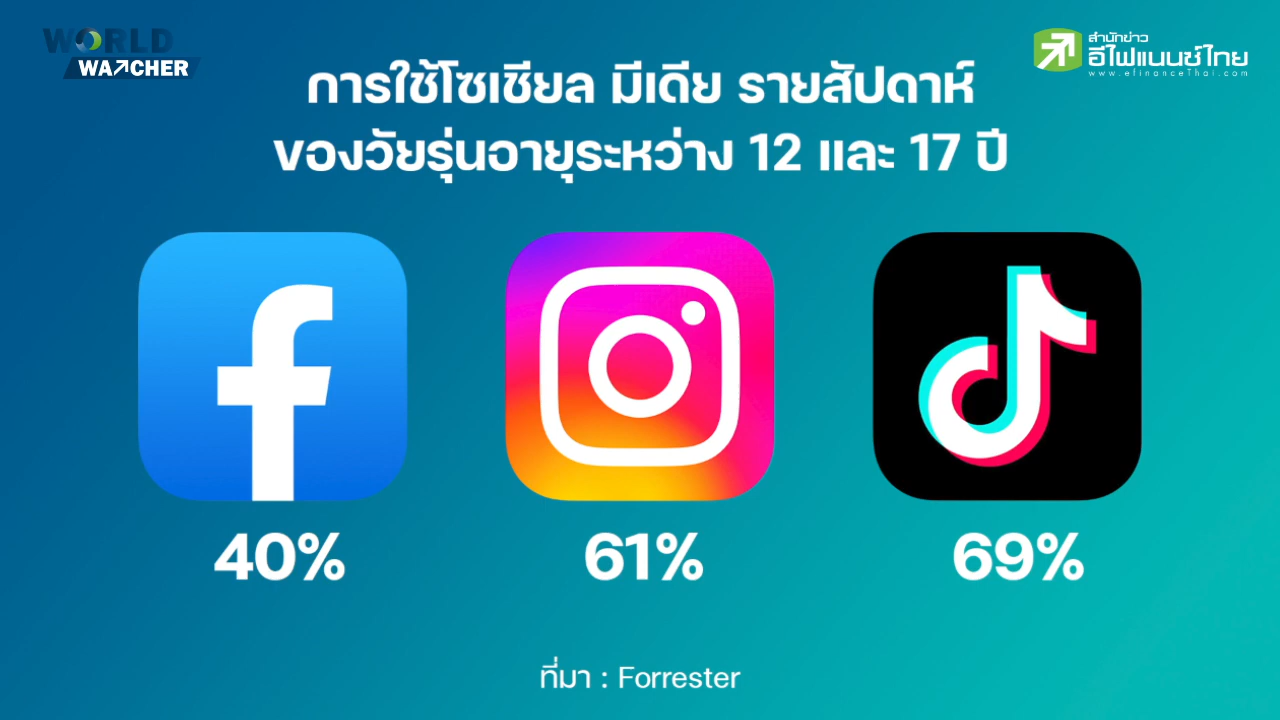 WORLD
WATCHER
สำนักข่าว
อีไฟแนนซ์ไทย
www.efinanceThai.com
การใช้โซเชียล มีเดีย รายสัปดาห์
ของวัยรุ่นอายุระหว่าง 12 และ 17 ปี
40% 61% 69%
ที่มา : Forrester